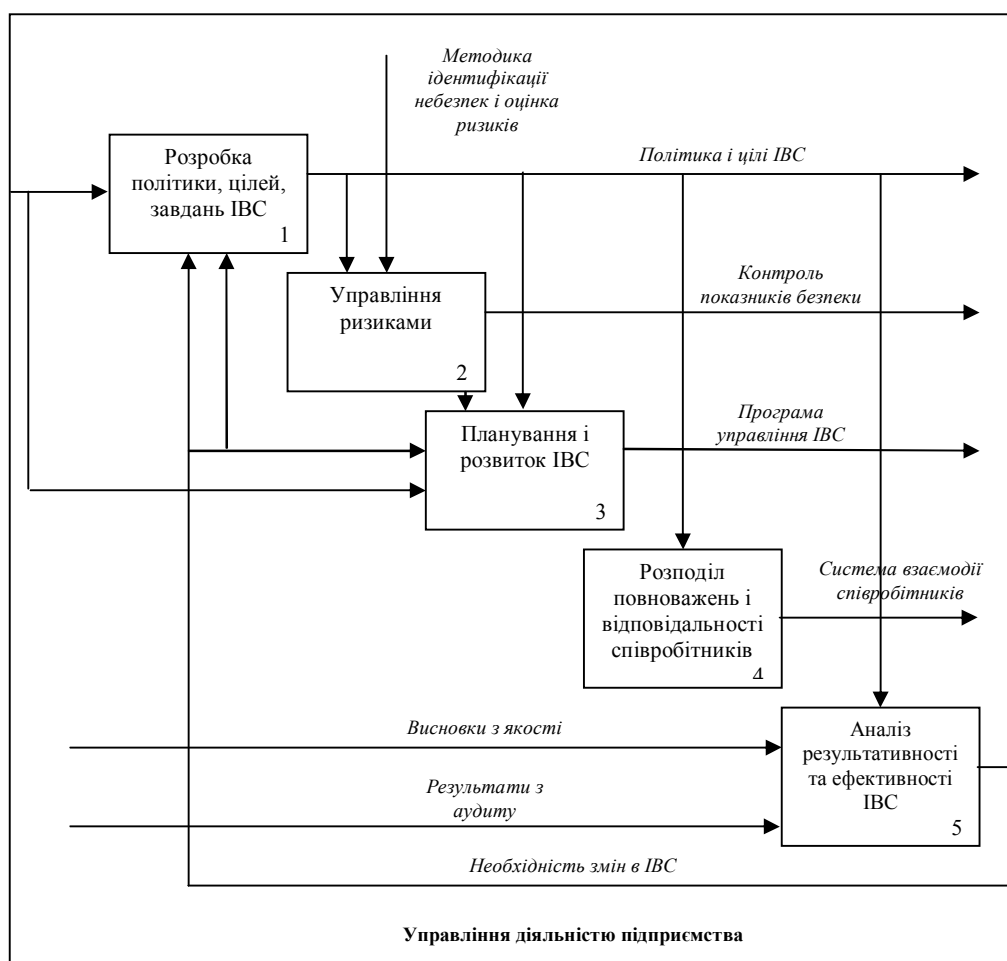 Методика
ідентифікації
небезпек і оцінка
ризиків
Розробка
політики, цілей,
завдань ІВС
1
Політика і цілі ІВС
Управління
ризиками
2
Контроль
показників безпеки
Планування і
розвиток ІВС
3
Програма
управління ІВС
Розподіл
повноважень і
відповідальності
співробітників
4
Система взаємодії
співробітників
Висновки з якості
Результати з
аудиту
Аналіз
результативності
та ефективності
ІВС
5
Необхідність змін в ІВС
Управління діяльністю підприємства